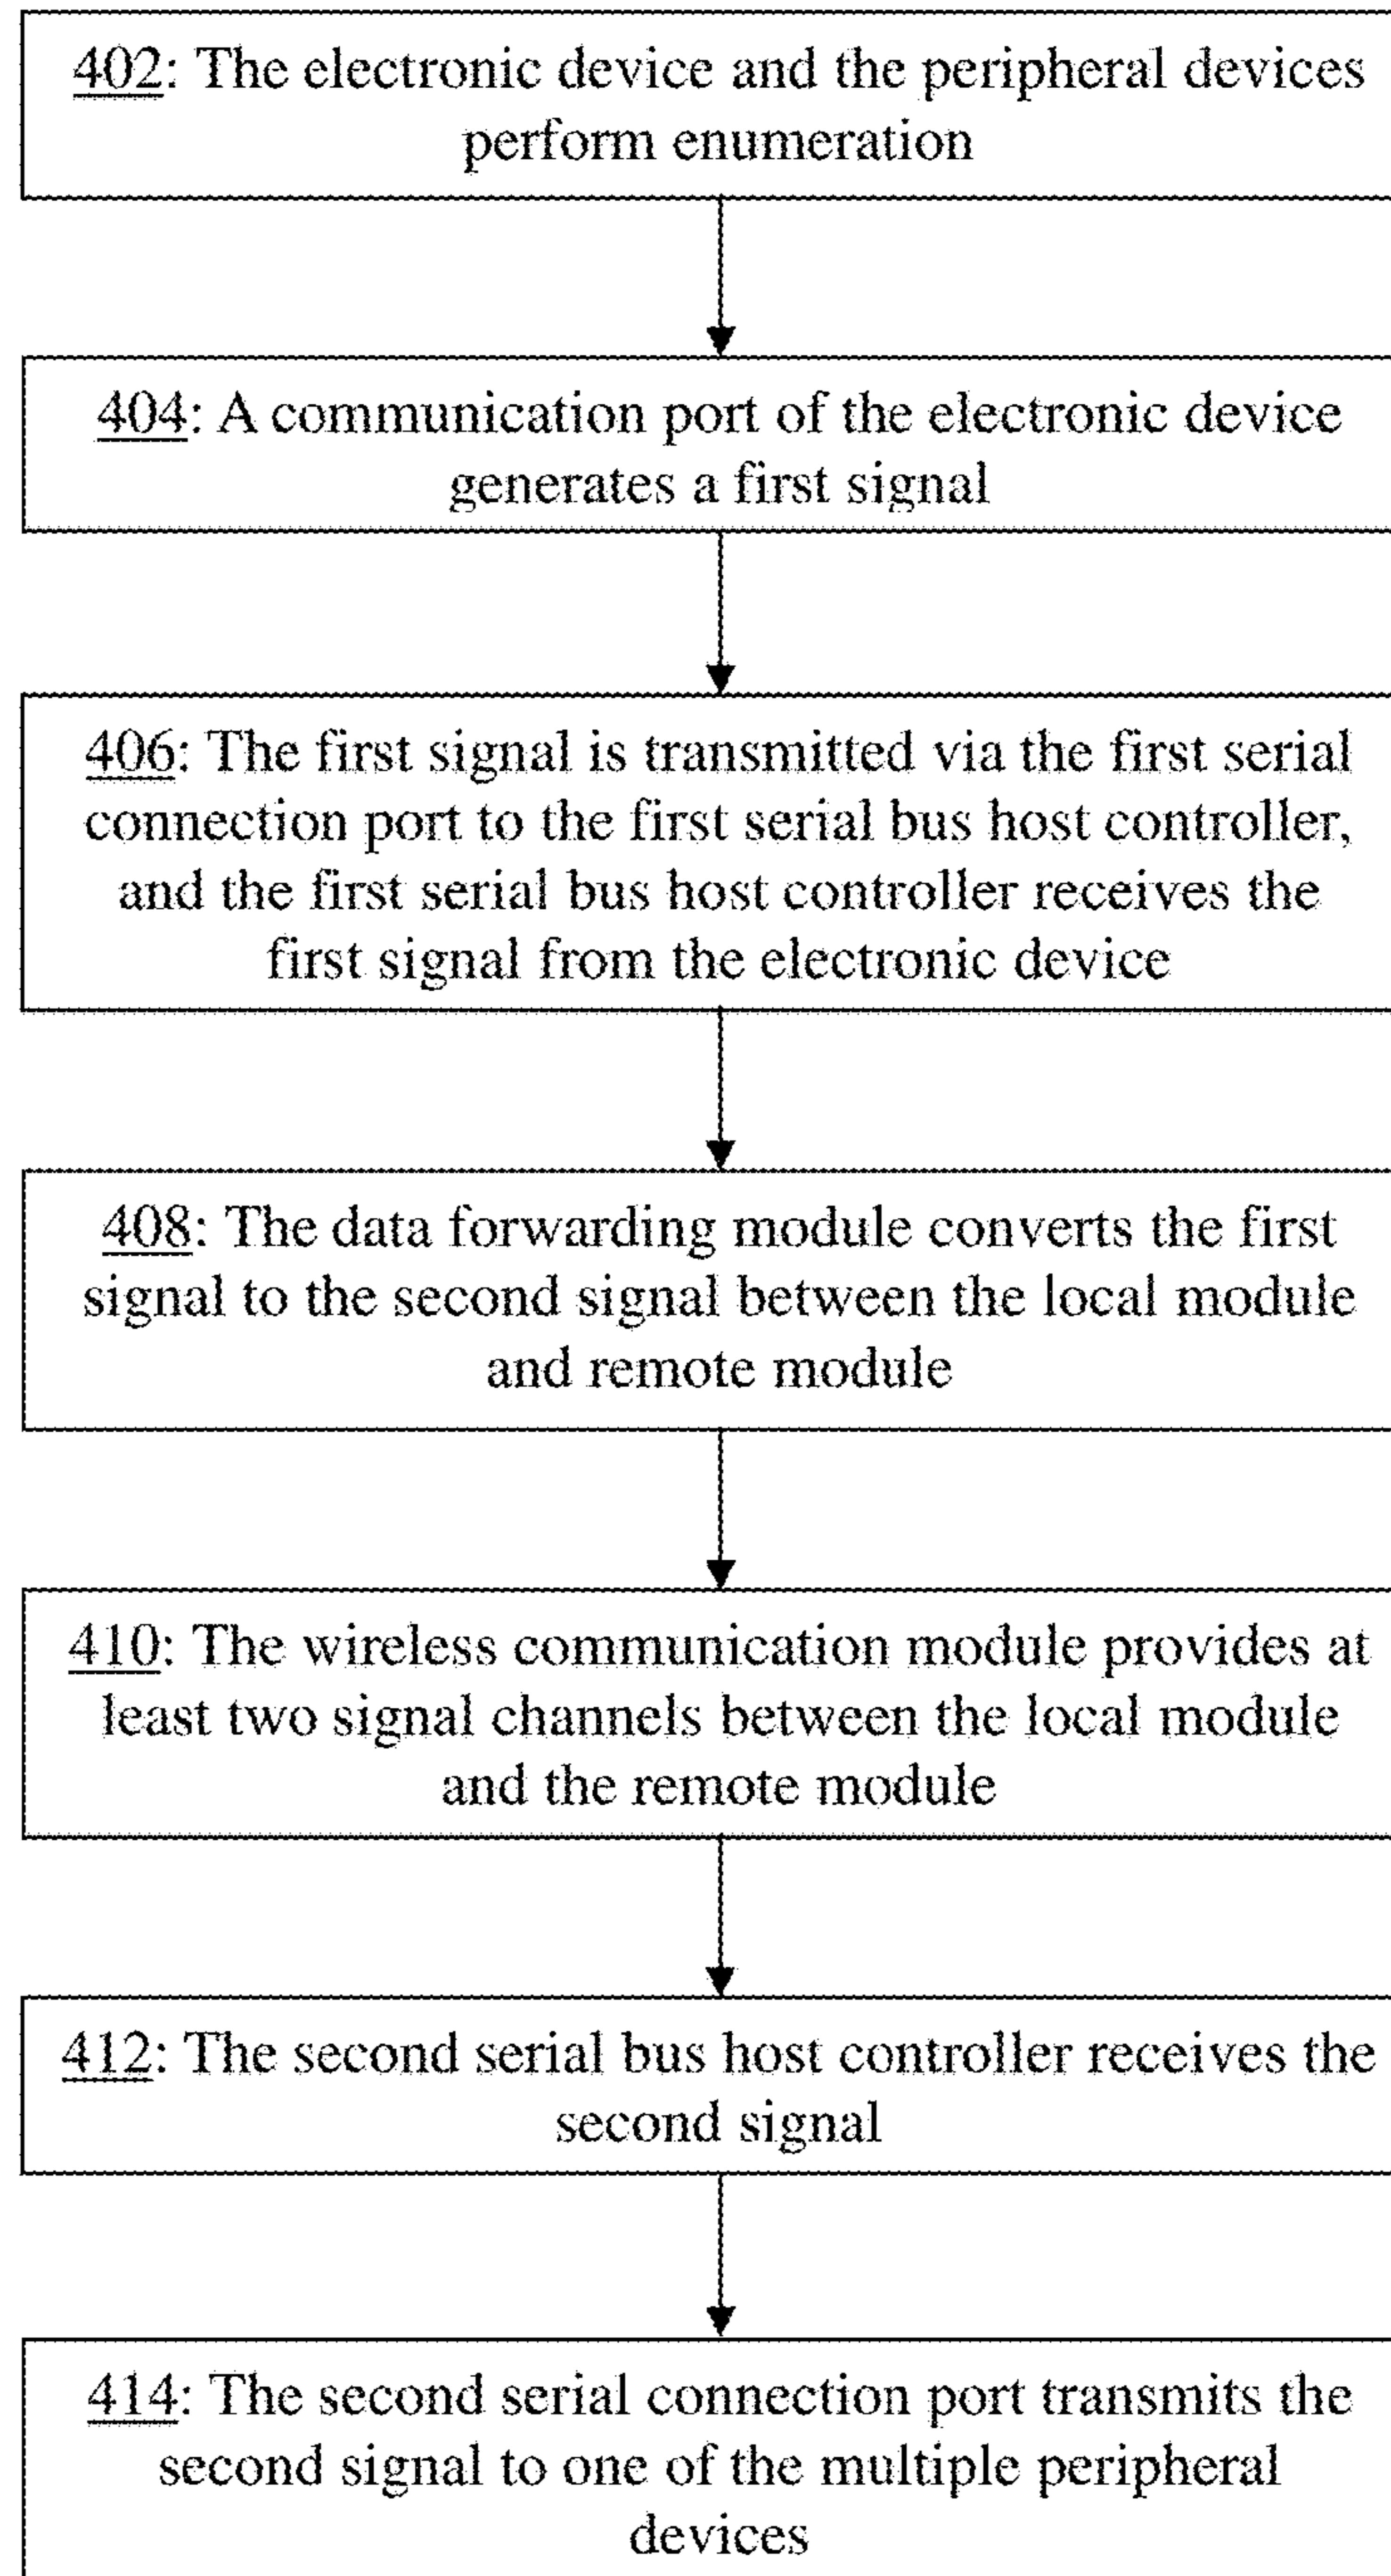 402: The electronic device and the peripheral devices
perform enumeration
404: A communication port of the electronic device
generates a first signal
406: The first signal is transmitted via the first serial
connection port to the first serial bus host controller,
and the first serial bus host controller receives the
first signal from the electronic device
408: The data forwarding module converts the first
signal to the second signal between the local module
and remote module
410: The wireless communication module provides at
least two signal channels between the local module
and the remote module
412: The second serial bus host controller receives the
second signal
414: The second serial connection port transmits the
second signal to one of the multiple peripheral
devices